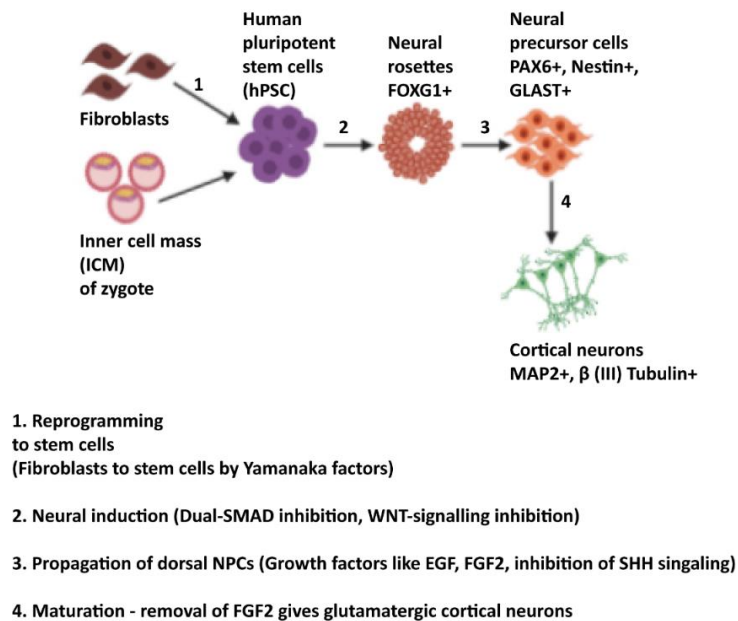 Human
pluripotent
stem cells
(hPSC)
Neural
rosettes
FOXG1+
Neural
precursor cells
PAX6+, Nestin+,
GLAST+
1
Fibroblasts
2
3
Inner cell mass
(ICM)
of zygote
4
Cortical neurons
MAP2+, β (III) Tubulin+
1. Reprogramming
to stem cells
(Fibroblasts to stem cells by Yamanaka factors)
2. Neural induction (Dual-SMAD inhibition, WNT-signalling inhibition)
3. Propagation of dorsal NPCs (Growth factors like EGF, FGF2, inhibition of SHH singaling)
4. Maturation - removal of FGF2 gives glutamergic cortical neurons